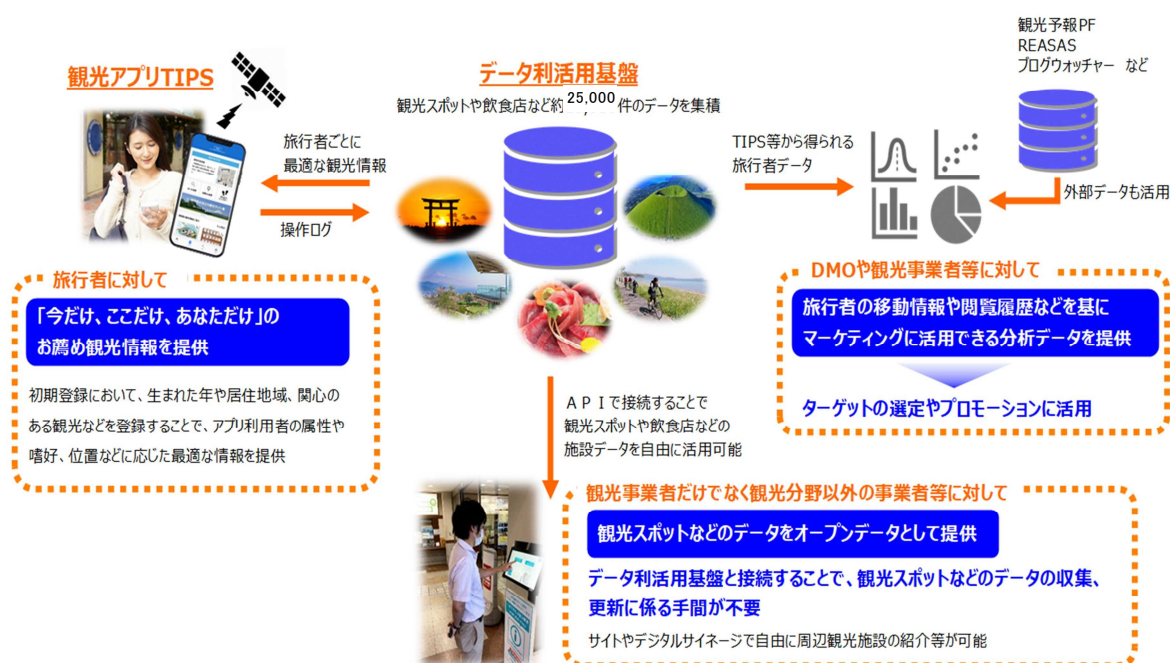 観光アプリTIPS
旅行者ごとに
最適な観光情報
操作ログ
旅行者に対して
「今だけ、ここだけ、あなただけ」の
お薦め観光情報を提供
初期登録において、生まれた年や居住地域、関心の
ある観光などを登録することで、アプリ利用者の属性や
嗜好、位置などに応じた最適な情報を提供
データ利活用基盤
観光スポットや飲食店など約25,000件のデータを集積
TIPS等から得られる
旅行者データ
観光予報PF
REASAS
ブログウォッチャー など
外部データも活用
DMOや観光事業者等に対して
旅行者の移動情報や閲覧履歴などを基に
マーケティングに活用できる分析データを提供
ターゲットの選定やプロモーションに活用
ＡＰＩで接続することで
観光スポットや飲食店などの
施設データを自由に活用可能
観光事業者だけでなく観光分野以外の事業者等に対して
観光スポットなどのデータをオープンデータとして提供
データ利活用基盤と接続することで、観光スポットなどのデータの収集、
更新に係る手間が不要
サイトやデジタルサイネージで自由に周辺観光施設の紹介等が可能